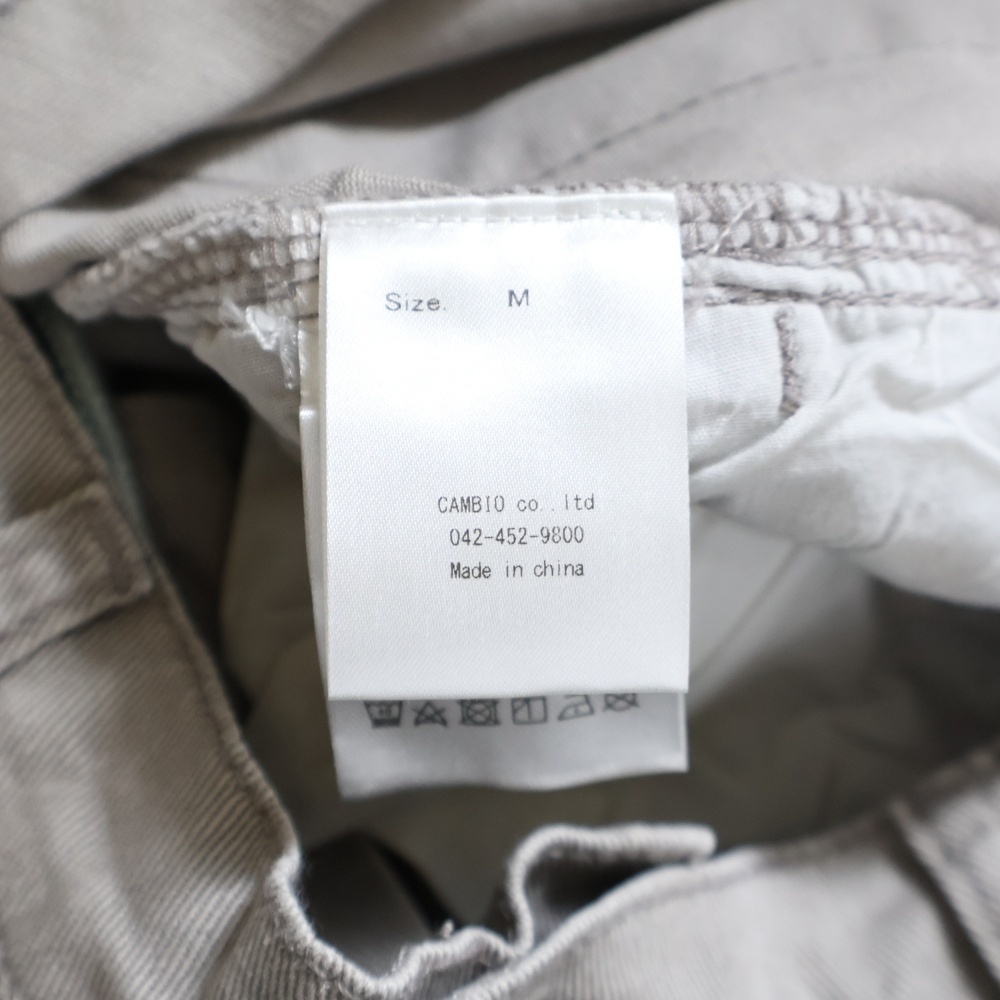 Size. M
CAMBIO co..ltd
042-452-9800
Made in china